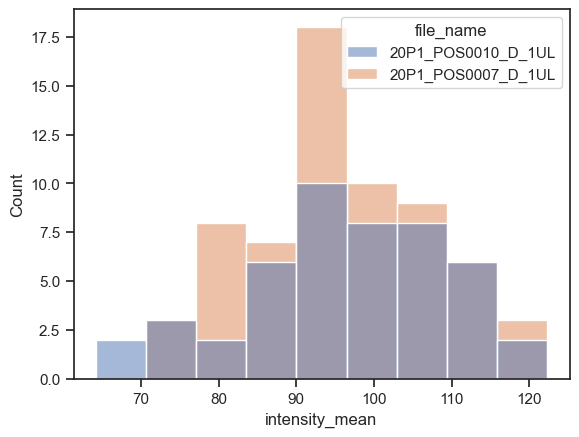 file_name
20P1_POS0010_D_1UL
20P1_POS0007_D_1UL
Count
17.5
15.0
12.5
10.0
7.5
5.0
2.5
0.0
70 80 90 100 110 120
intensity_mean